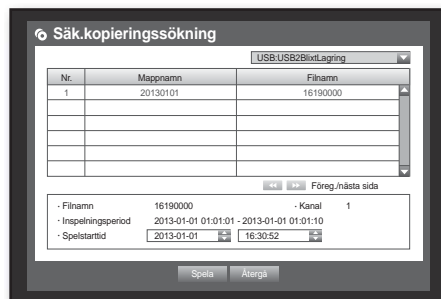 Säk.kopieringssökning
USB:USB2BlixtLagring
Nr. Mappnamn Filnamn
1 20130101 16190000
Föreg./nästa sida
· Filnamn 16190000 · Kanal 1
· Inspelningsperiod 2013-01-01 01:01:01 - 2013-01-01 01:01:10
· Spelstarttid 2013-01-01 16:30:52
Spela Återgå